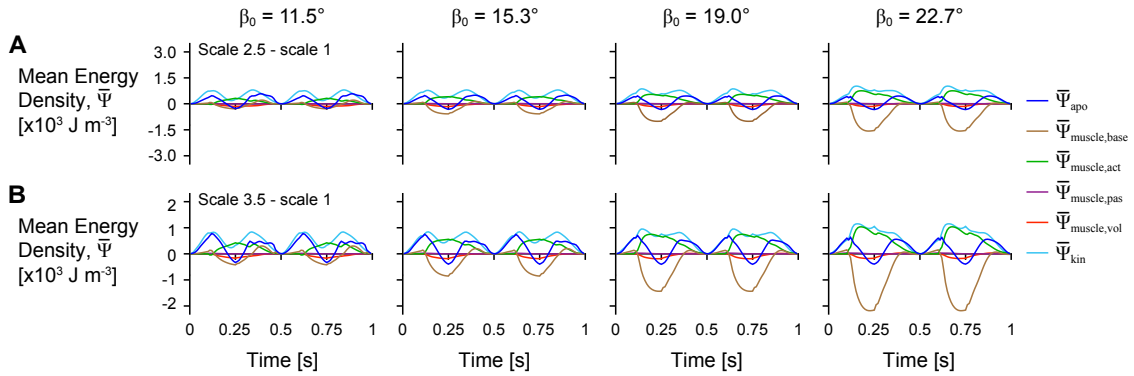 β₀ = 11.5° β₀ = 15.3° β₀ = 19.0° β₀ = 22.7°
A
Scale 2.5 - scale 1
Mean Energy
Density, Ψ̄
[x10³ J m⁻³]
3.0
1.5
0
-1.5
-3.0
B
Scale 3.5 - scale 1
Mean Energy
Density, Ψ̄
[x10³ J m⁻³]
2
1
0
-1
-2
0 0.25 0.5 0.75 1 0 0.25 0.5 0.75 1 0 0.25 0.5 0.75 1 0 0.25 0.5 0.75 1
Time [s] Time [s] Time [s] Time [s]
Ψ̄apo
Ψ̄muscle,base
Ψ̄muscle,act
Ψ̄muscle,pas
Ψ̄muscle,vol
Ψ̄kin